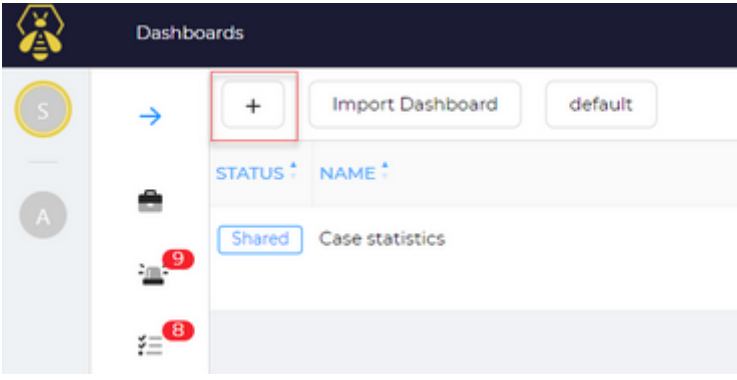 Dashboards
S
A
+ Import Dashboard default
STATUS NAME
Shared Case statistics
9
8